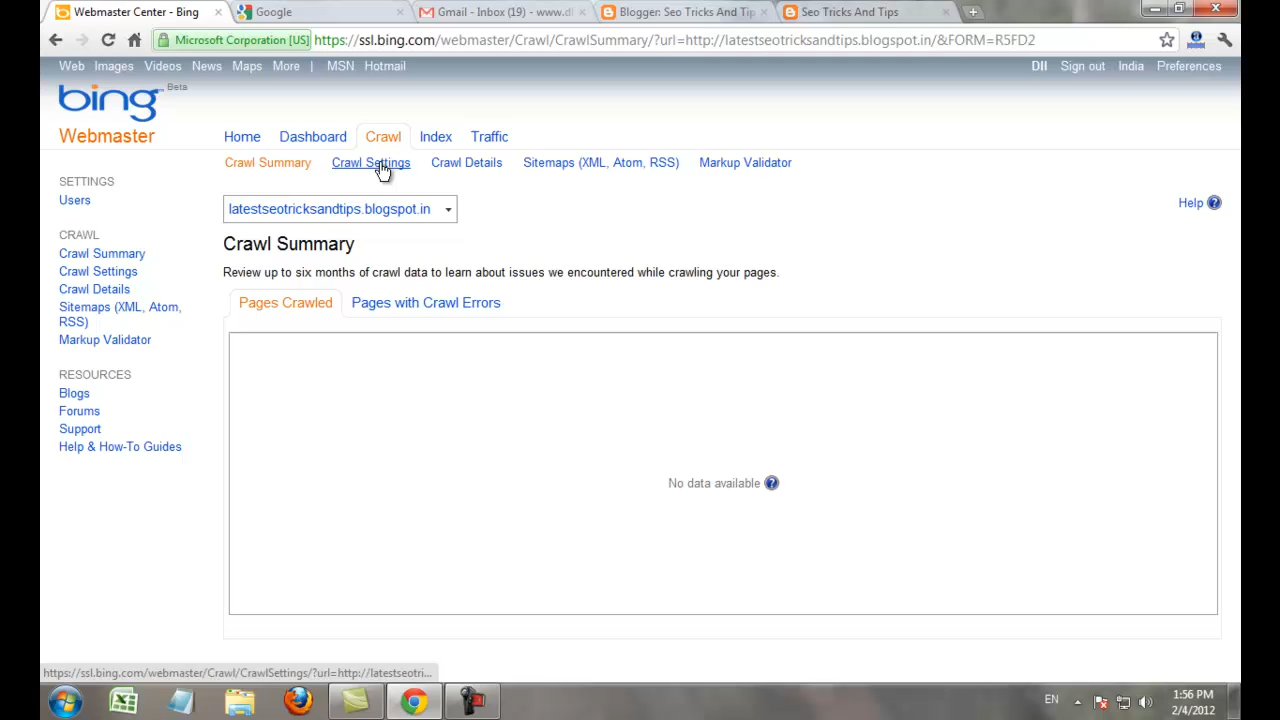 Webmaster Center - Bing
Google
Gmail - Inbox (19) - www.d
Blogger: Seo Tricks And Tip
Seo Tricks And Tips
Microsoft Corporation [US] https://ssl.bing.com/webmaster/Crawl/CrawlSummary/?url=http://latestseotricksandtips.blogspot.in/&FORM=R5FD2
Web Images Videos News Maps More | MSN Hotmail
DII Sign out India Preferences
bing Beta
Webmaster
Home Dashboard Crawl Index Traffic
Crawl Summary Crawl Settings Crawl Details Sitemaps (XML, Atom, RSS) Markup Validator
SETTINGS
Users
CRAWL
Crawl Summary
Crawl Settings
Crawl Details
Sitemaps (XML, Atom,
RSS)
Markup Validator
RESOURCES
Blogs
Forums
Support
Help & How-To Guides
latestseotricksandtips.blogspot.in
Help ?
Crawl Summary
Review up to six months of crawl data to learn about issues we encountered while crawling your pages.
Pages Crawled Pages with Crawl Errors
No data available ?
https://ssl.bing.com/webmaster/Crawl/CrawlSettings/?url=http://latestseotri...
EN
1:56 PM
2/4/2012